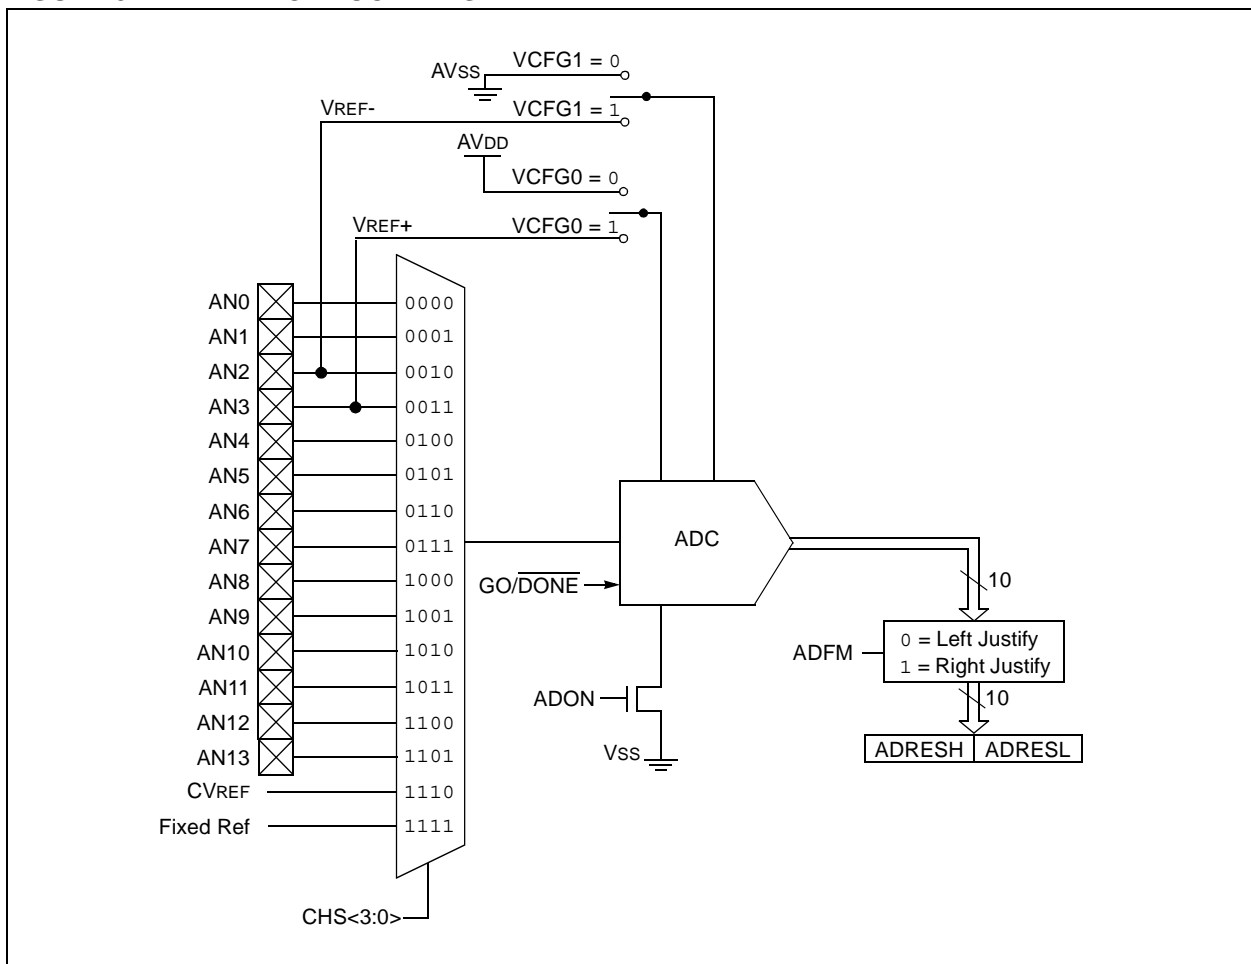 AVSS
VCFG1 = 0
VREF-
VCFG1 = 1
AVDD
VCFG0 = 0
VREF+
VCFG0 = 1
AN0
0000
AN1
0001
AN2
0010
AN3
0011
AN4
0100
AN5
0101
AN6
0110
AN7
0111
AN8
1000
AN9
1001
AN10
1010
AN11
1011
AN12
1100
AN13
1101
CVREF
1110
Fixed Ref
1111
CHS<3:0>
ADC
GO/DONE
10
ADFM
0 = Left Justify
1 = Right Justify
10
ADON
VSS
ADRESH ADRESL